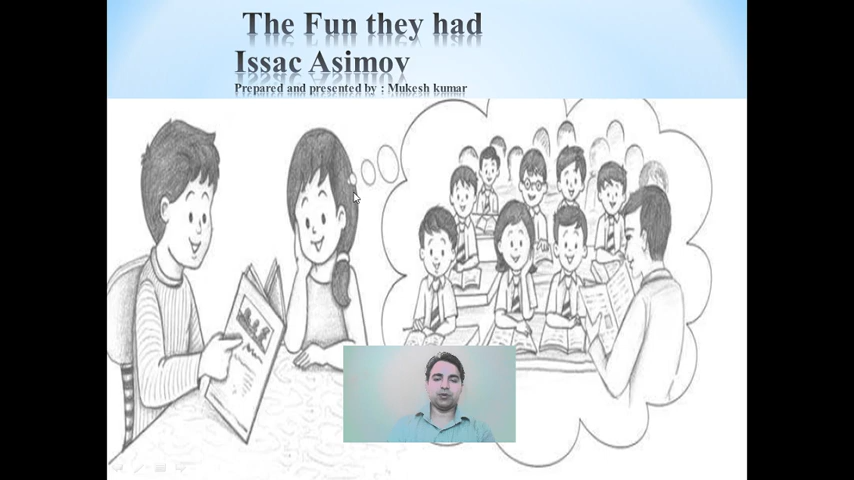 The Fun they had
Issac Asimov
Prepared and presented by : Mukesh kumar